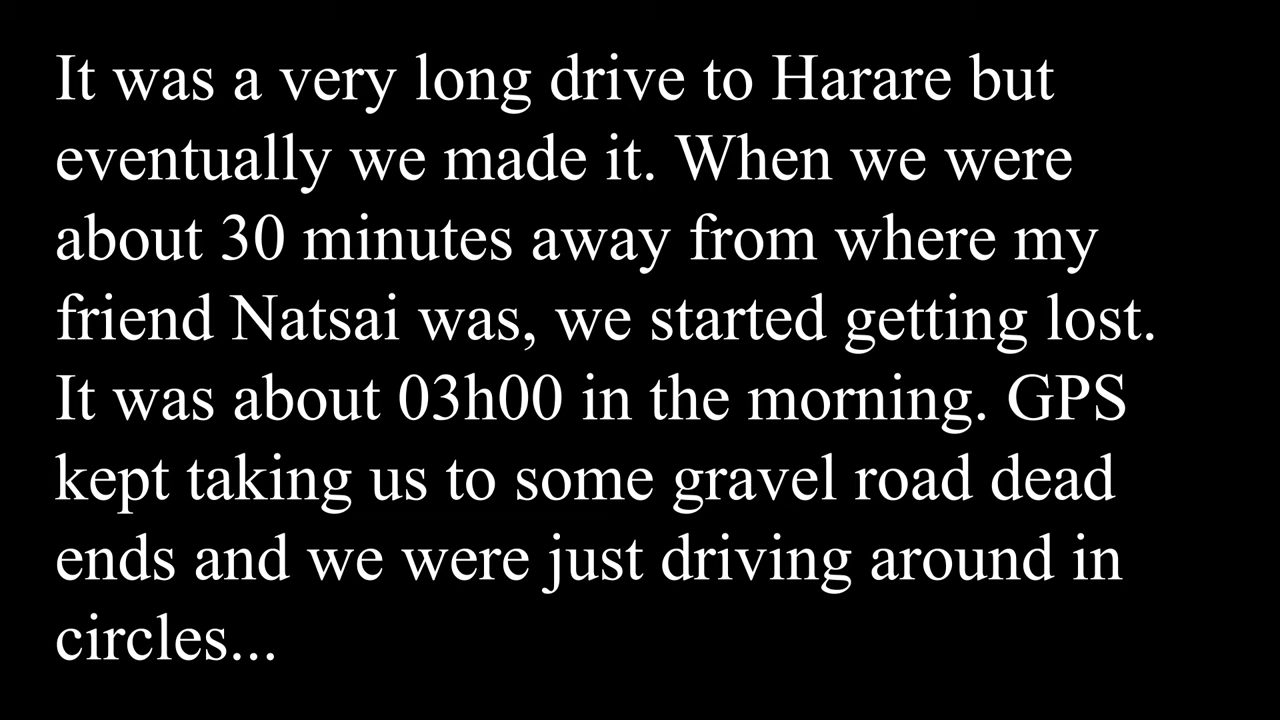 It was a very long drive to Harare but
eventually we made it. When we were
about 30 minutes away from where my
friend Natsai was, we started getting lost.
It was about 03h00 in the morning. GPS
kept taking us to some gravel road dead
ends and we were just driving around in
circles...